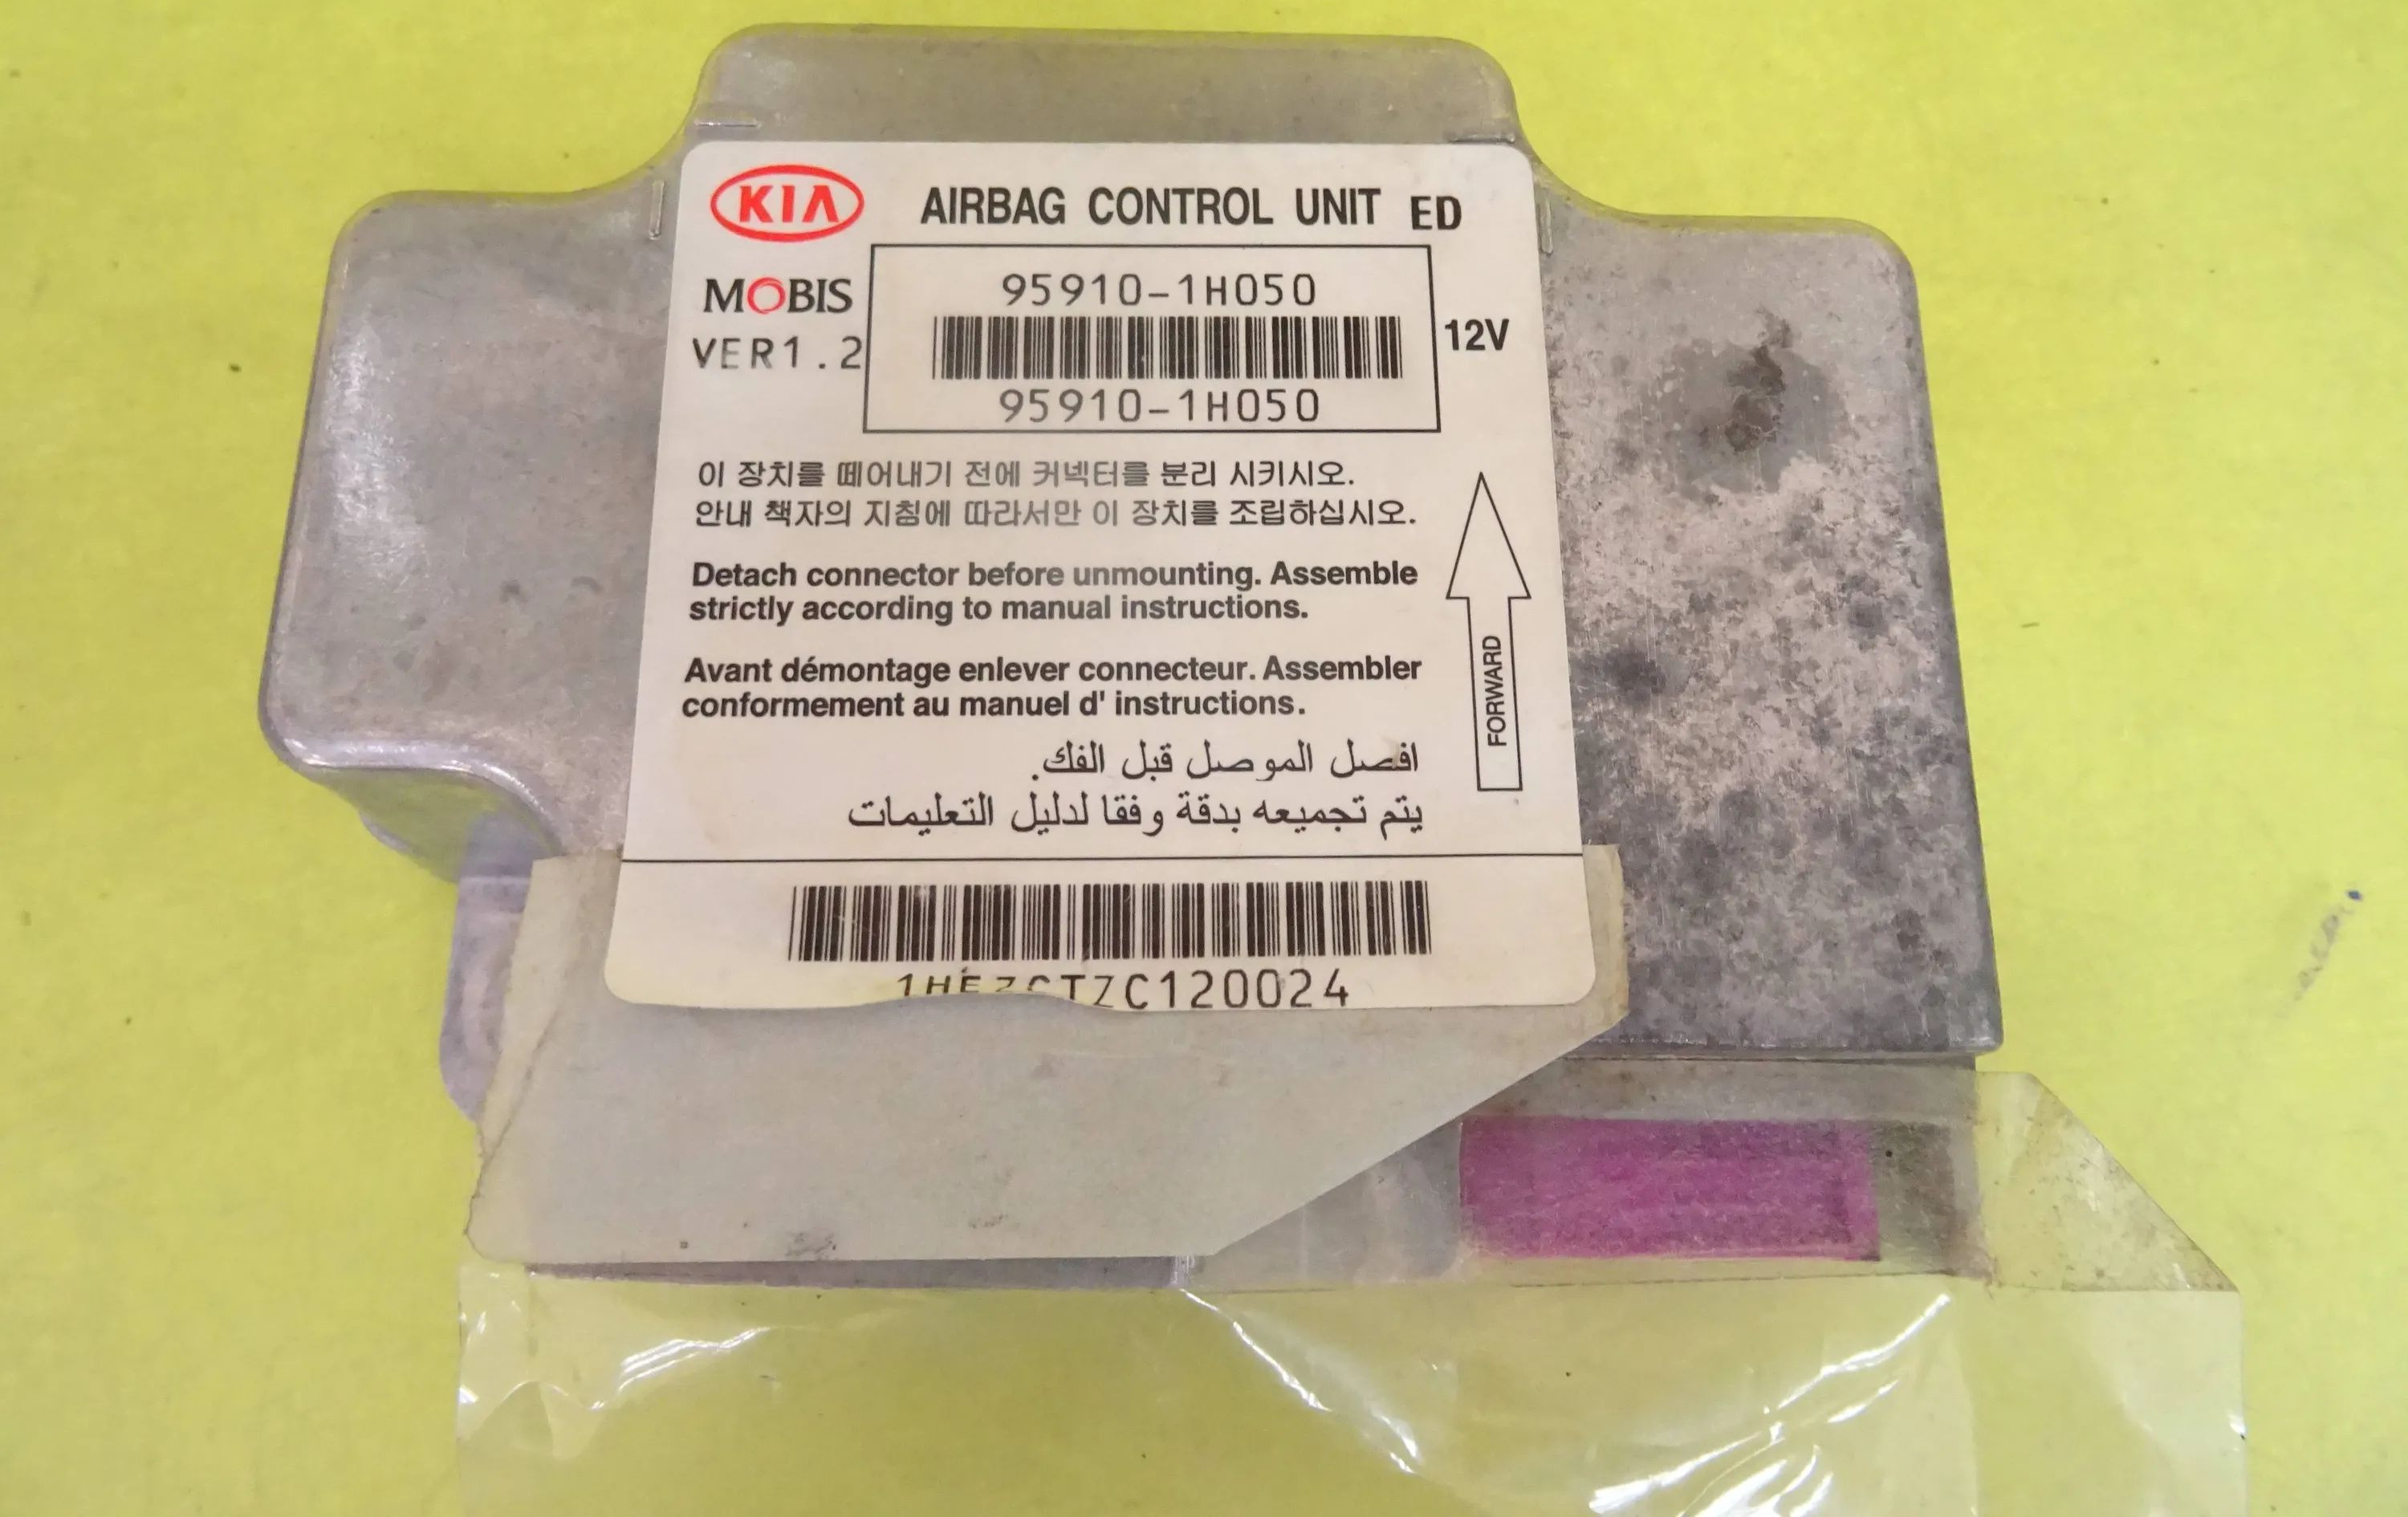 KIA AIRBAG CONTROL UNIT ED
MOBIS
VER1.2
95910-1H050
95910-1H050
12V
이 장치를 떼어내기 전에 커넥터를 분리 시키시오.
안내 책자의 지침에 따라서만 이 장치를 조립하십시오.
Detach connector before unmounting. Assemble
strictly according to manual instructions.
Avant démontage enlever connecteur. Assembler
conformement au manuel d' instructions.
FORWARD
افصل الموصل قبل الفك.
يتم تجميعه بدقة وفقا لدليل التعليمات